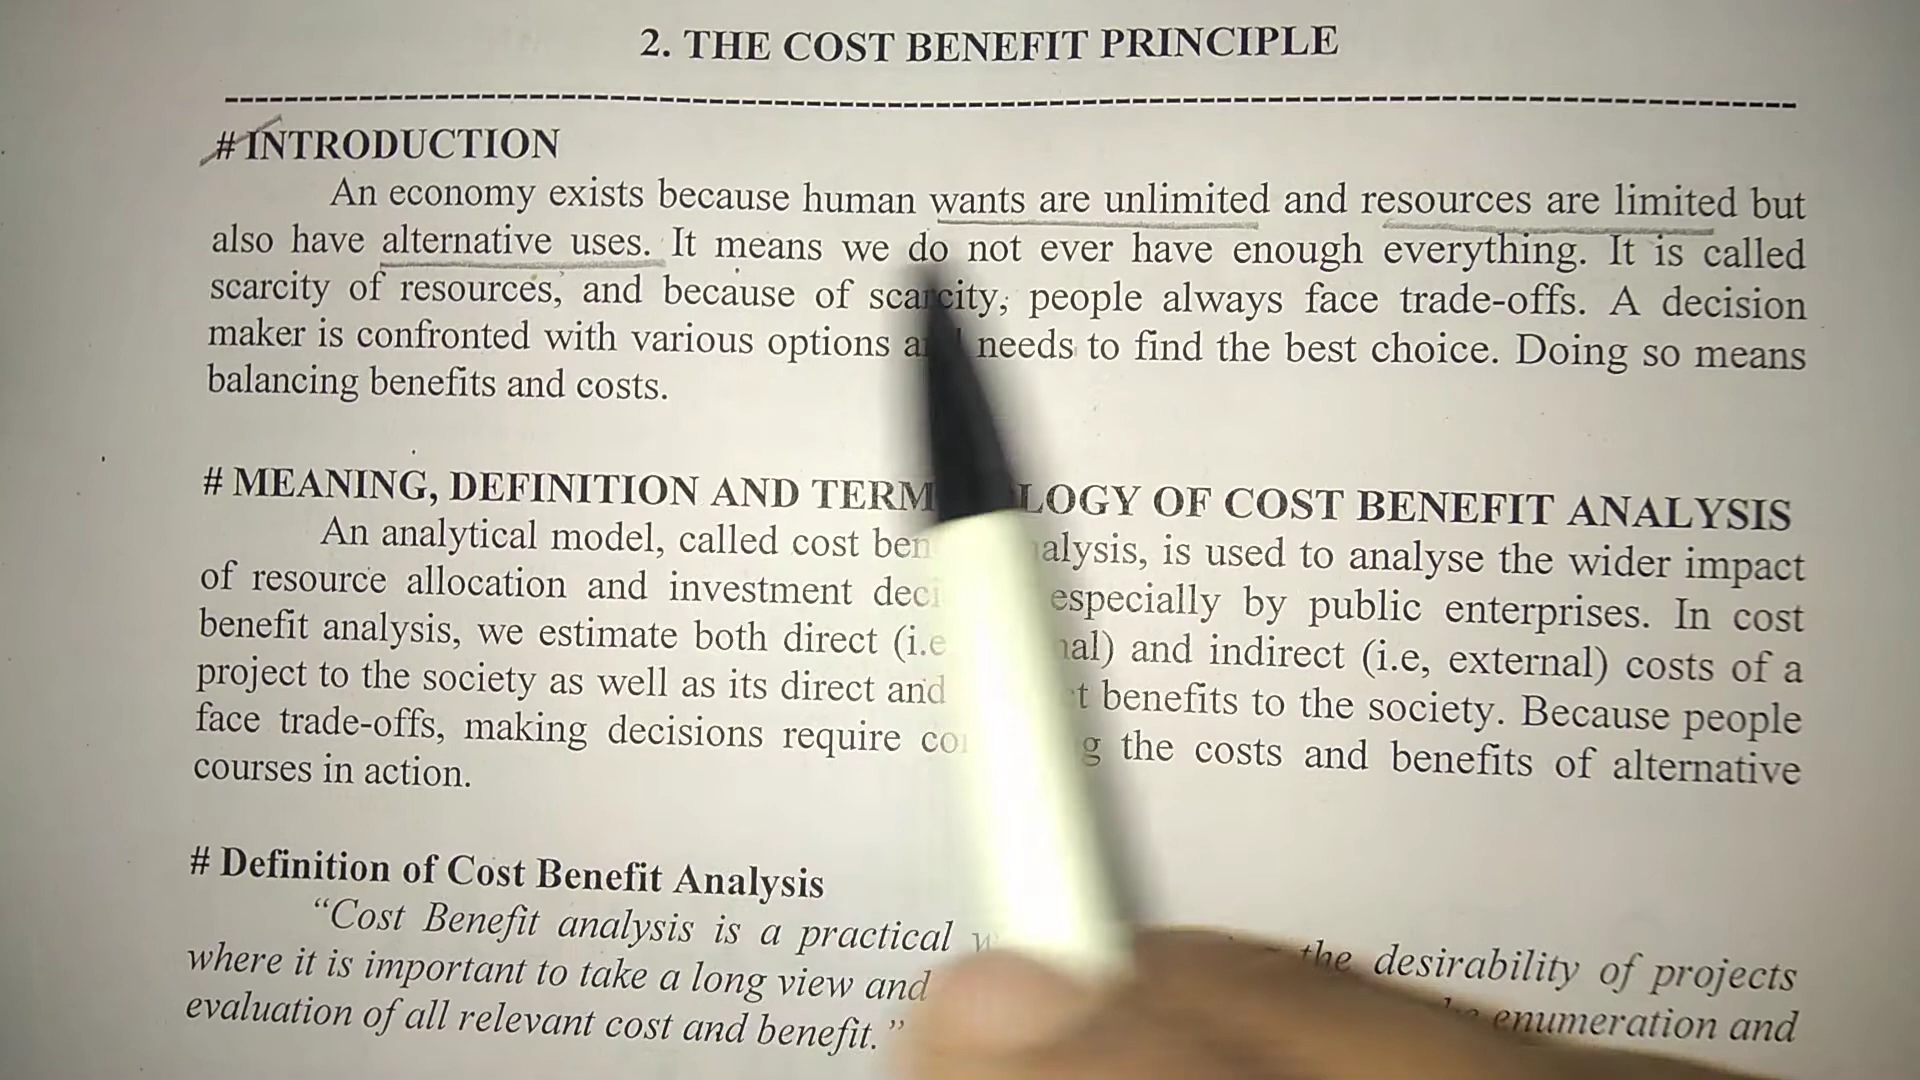 2. THE COST BENEFIT PRINCIPLE
# INTRODUCTION
An economy exists because human wants are unlimited and resources are limited but
also have alternative uses. It means we do not ever have enough everything. It is called
scarcity of resources, and because of scarcity, people always face trade-offs. A decision
maker is confronted with various options needs to find the best choice. Doing so means
balancing benefits and costs.
# MEANING, DEFINITION AND OF COST BENEFIT ANALYSIS
An analytical model, called cost is used to analyse the wider impact
of resource allocation and investment especially by public enterprises. In cost
benefit analysis, we estimate both direct and indirect (i.e, external) costs of a
project to the society as well as its direct and benefits to the society. Because people
face trade-offs, making decisions require the costs and benefits of alternative
courses in action.
# Definition of Cost Benefit Analysis
“Cost Benefit analysis is a practical the desirability of projects
where it is important to take a long view and enumeration and
evaluation of all relevant cost and benefit.”